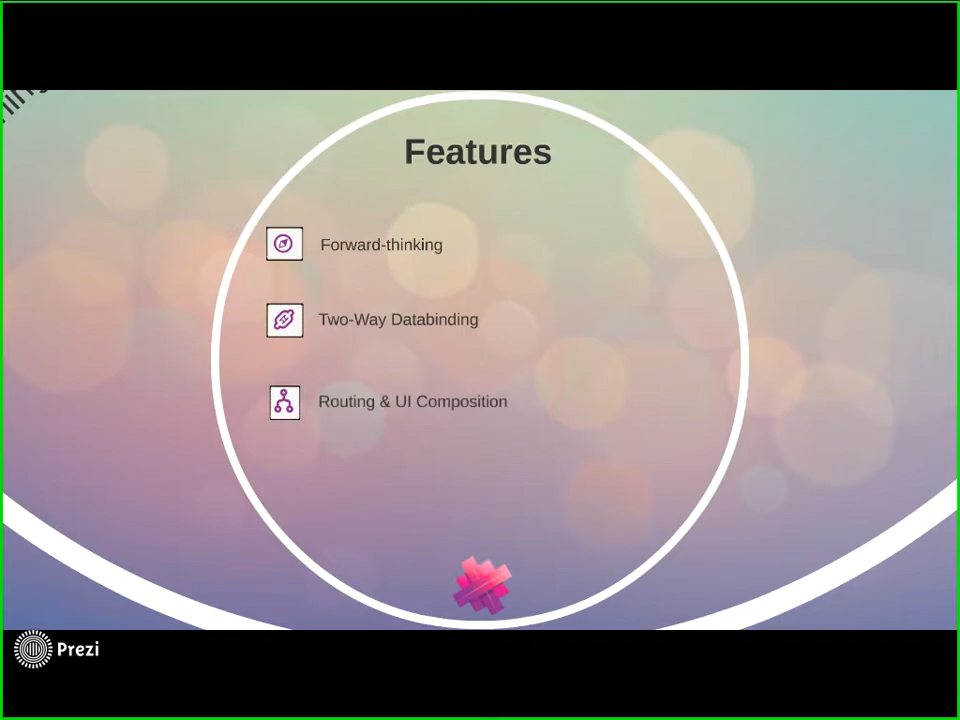 Features
Forward-thinking
Two-Way Databinding
Routing & UI Composition
Prezi